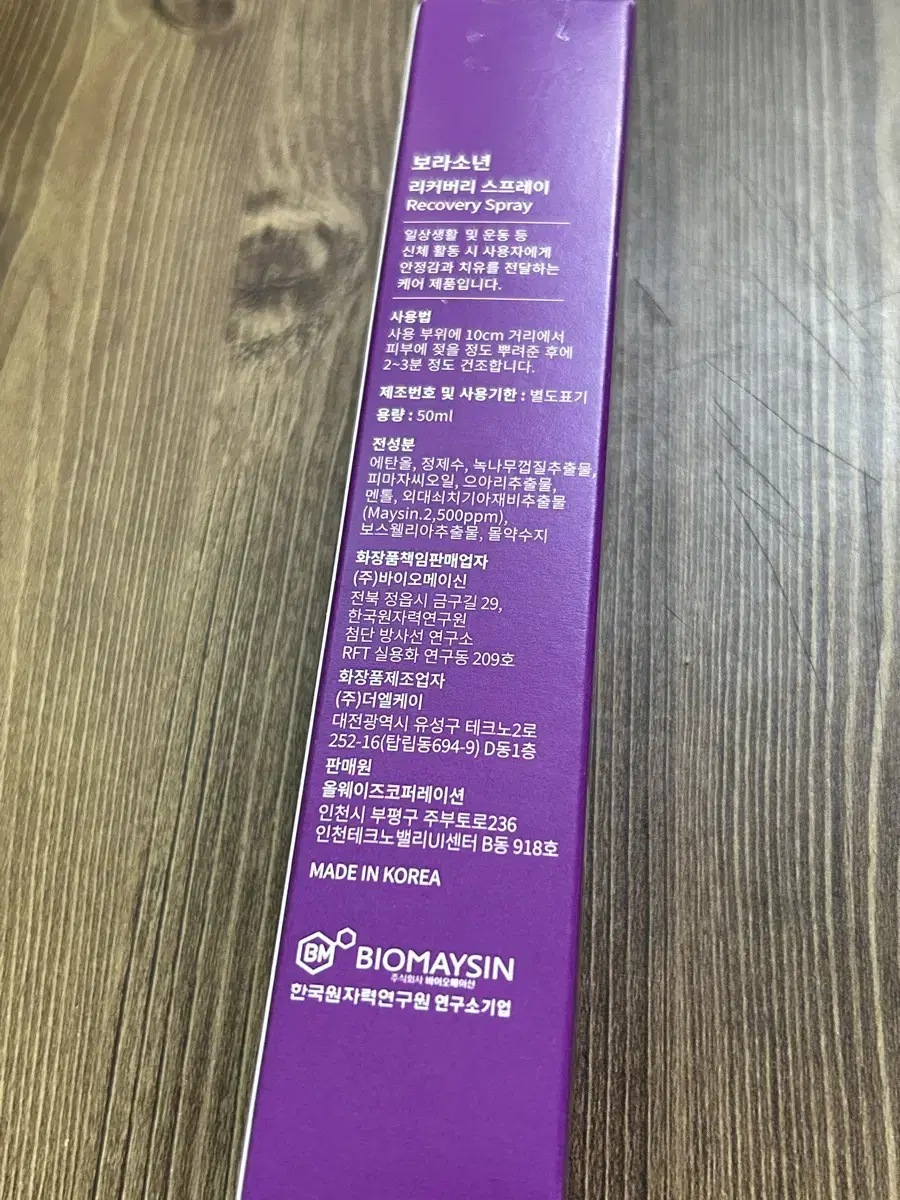 보라소년
리커버리 스프레이
Recovery Spray
일상생활 및 운동 등
신체 활동 시 사용자에게
안정감과 치유를 전달하는
케어 제품입니다.
사용법
사용 부위에 10cm 거리에서
피부에 젖을 정도 뿌려준 후에
2~3분 정도 건조합니다.
제조번호 및 사용기한 : 별도표기
용량 : 50ml
전성분
에탄올, 정제수, 녹나무껍질추출물,
피마자씨오일, 으아리추출물,
멘톨, 외대쇠치기아재비추출물
(Maysin.2,500ppm),
보스웰리아추출물, 몰약수지
화장품책임판매업자
(주)바이오메이신
전북 정읍시 금구길 29,
한국원자력연구원
첨단 방사선 연구소
RFT 실용화 연구동 209호
화장품제조업자
(주)더엘케이
대전광역시 유성구 테크노2로
252-16(탑립동694-9) D동1층
판매원
올웨이즈코퍼레이션
인천시 부평구 주부토로236
인천테크노밸리UI센터 B동 918호
MADE IN KOREA
BM BIOMAYSIN
주식회사 바이오메이신
한국원자력연구원 연구소기업